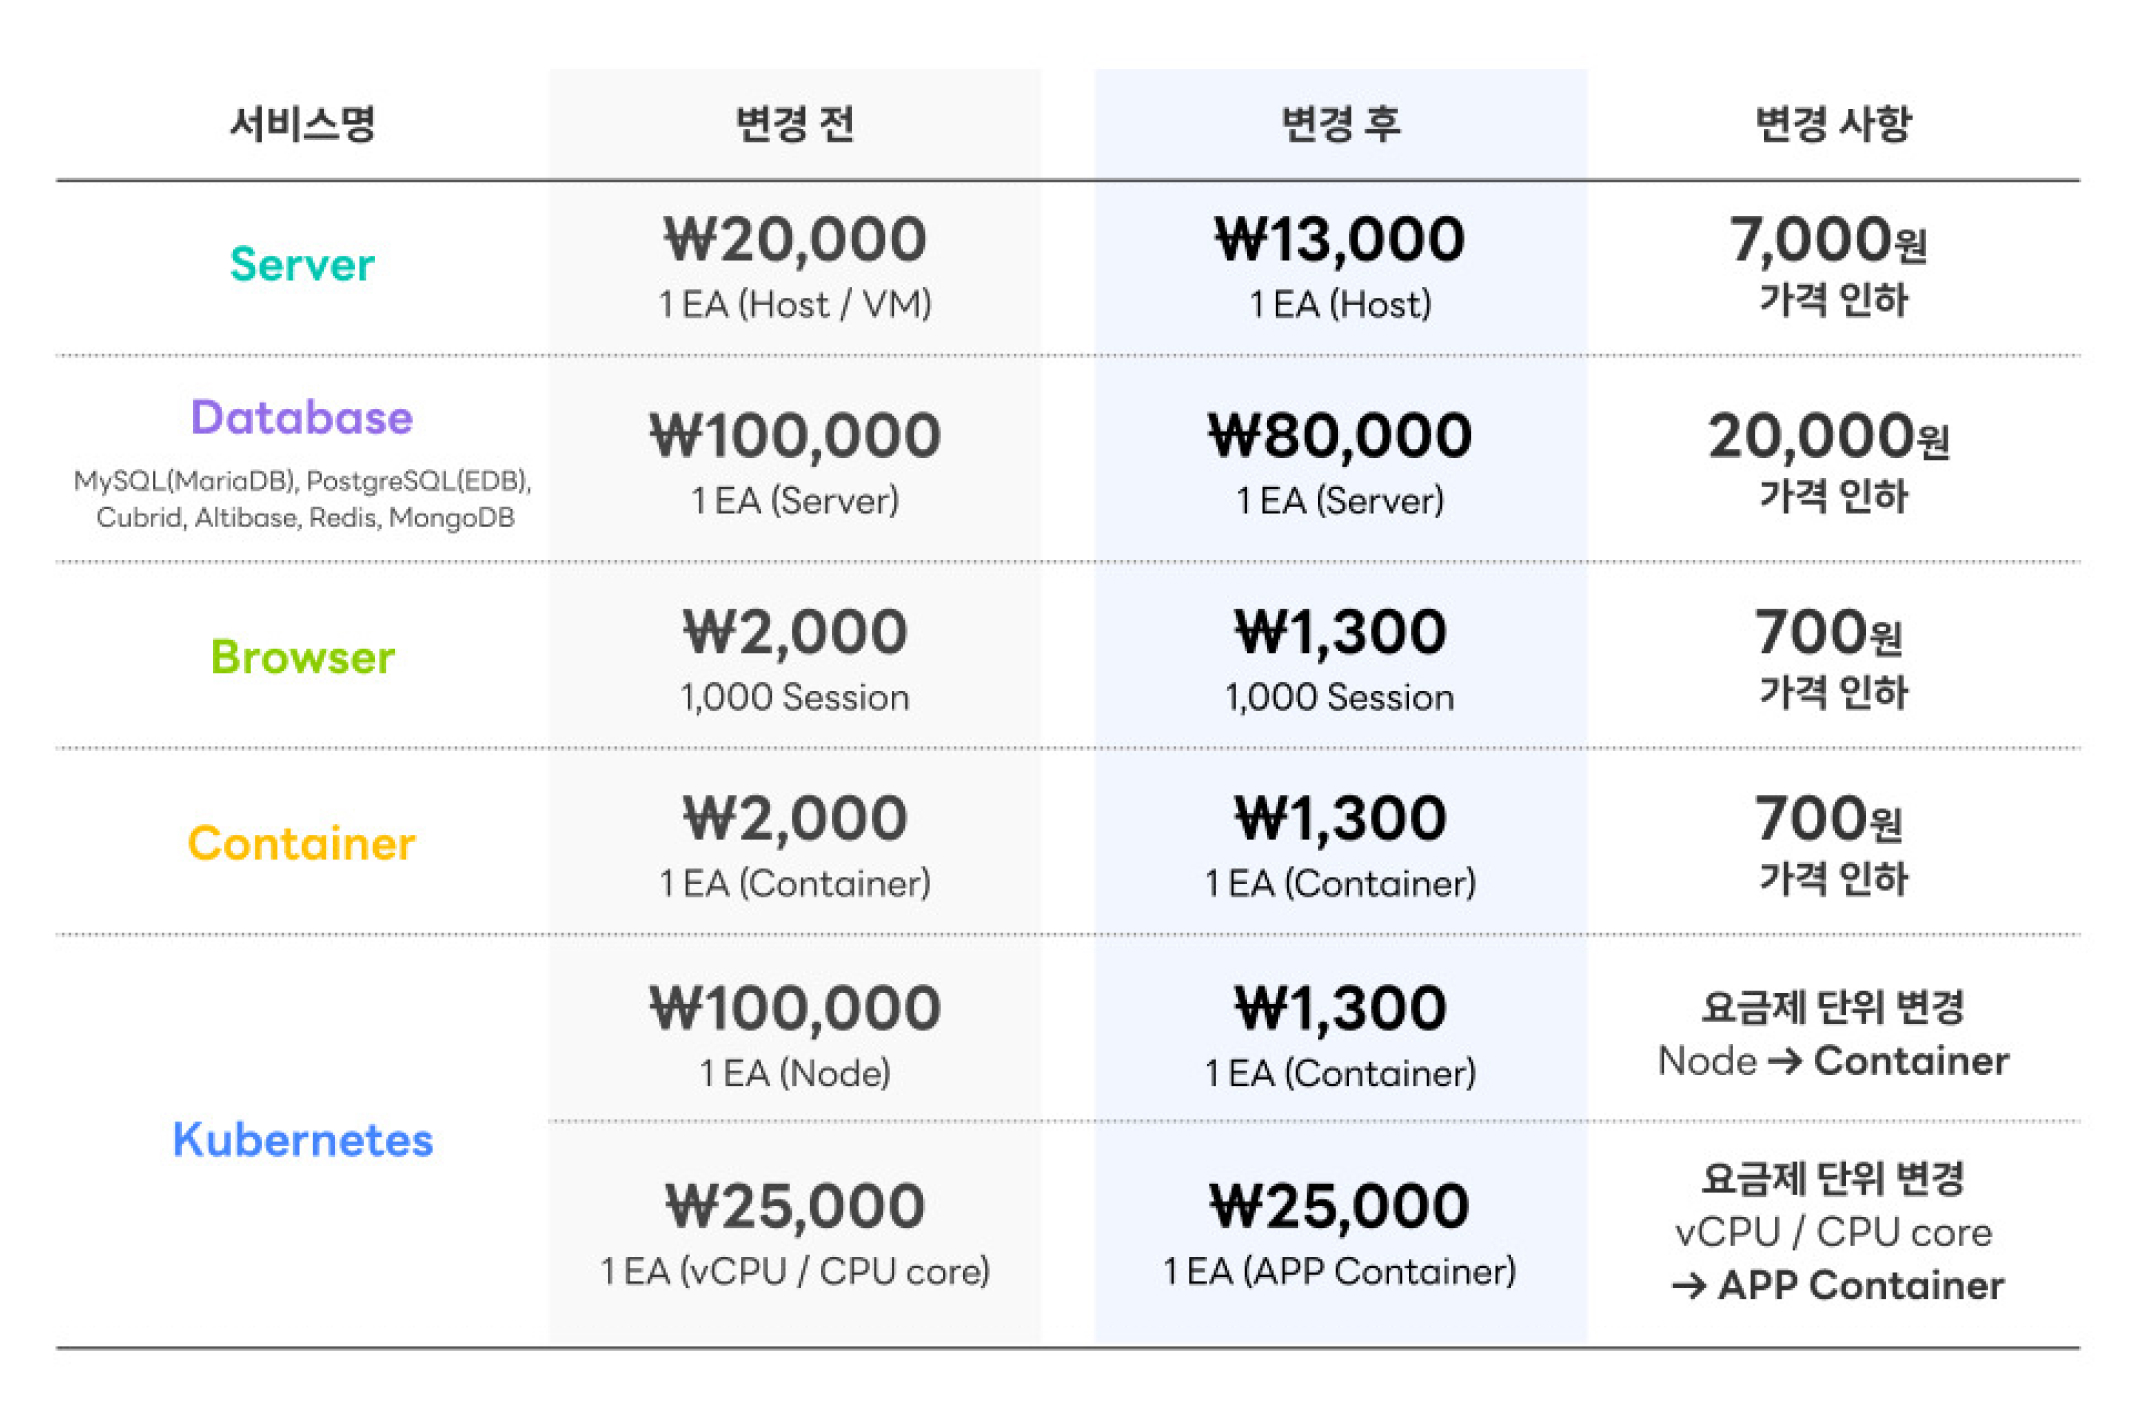 서비스명 변경 전 변경 후 변경 사항
Server
₩20,000
1 EA (Host / VM)
₩13,000
1 EA (Host)
7,000원
가격 인하
Database
MySQL(MariaDB), PostgreSQL(EDB),
Cubrid, Altibase, Redis, MongoDB
₩100,000
1 EA (Server)
₩80,000
1 EA (Server)
20,000원
가격 인하
Browser
₩2,000
1,000 Session
₩1,300
1,000 Session
700원
가격 인하
Container
₩2,000
1 EA (Container)
₩1,300
1 EA (Container)
700원
가격 인하
Kubernetes
₩100,000
1 EA (Node)
₩1,300
1 EA (Container)
요금제 단위 변경
Node → Container
₩25,000
1 EA (vCPU / CPU core)
₩25,000
1 EA (APP Container)
요금제 단위 변경
vCPU / CPU core
→ APP Container